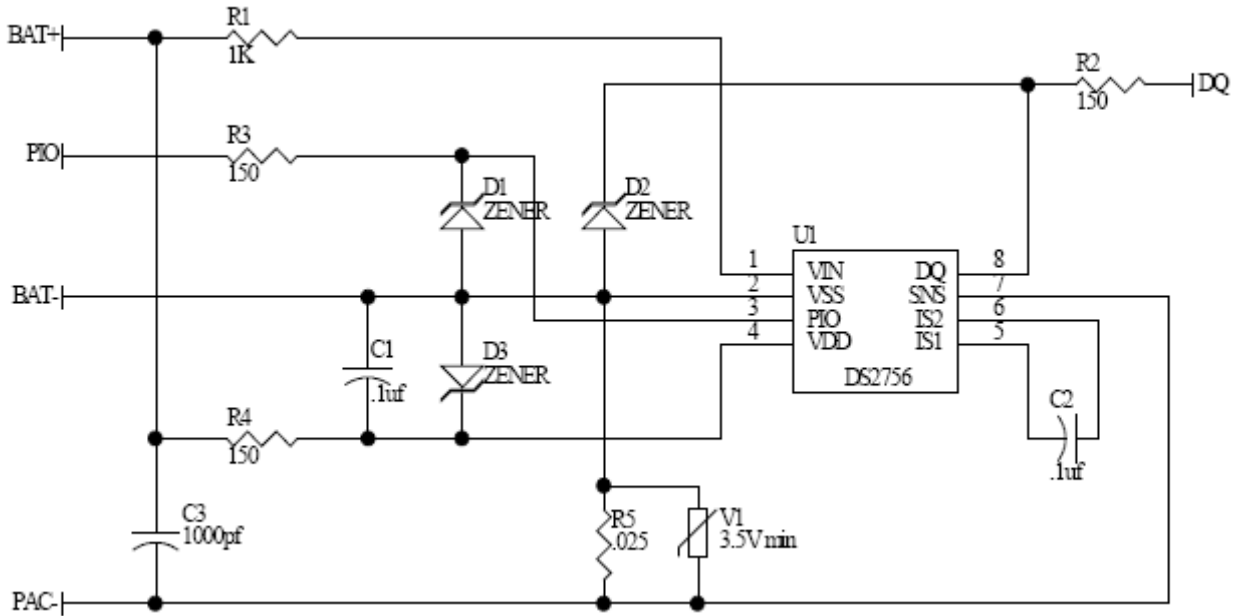 BAT+
R1
1K
R2
150
DQ
PIO
R3
150
D1
ZENER
D2
ZENER
U1
1
VIN
DQ
8
BAT-
2
VSS
SNS
7
3
PIO
IS2
6
4
VDD
IS1
5
DS2756
C1
.1uf
D3
ZENER
C2
.1uf
R4
150
C3
1000pf
R5
.025
V1
3.5Vmin
PAC-